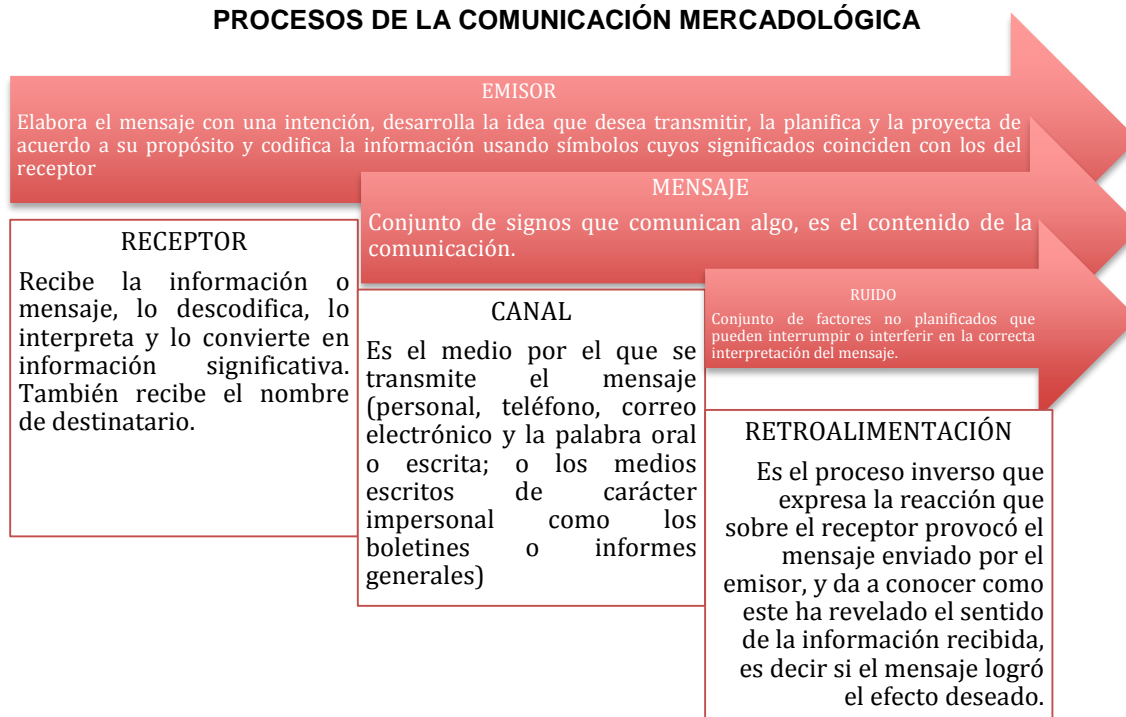 PROCESOS DE LA COMUNICACIÓN MERCADOLÓGICA
EMISOR
Elabora el mensaje con una intención, desarrolla la idea que desea transmitir, la planifica y la proyecta de
acuerdo a su propósito y codifica la información usando símbolos cuyos significados coinciden con los del
receptor
MENSAJE
Conjunto de signos que comunican algo, es el contenido de la
comunicación.
RUIDO
Conjunto de factores no planificados que
pueden interrumpir o interferir en la correcta
interpretación del mensaje.
RECEPTOR
Recibe la información o
mensaje, lo descodifica, lo
interpreta y lo convierte en
información significativa.
También recibe el nombre
de destinatario.
CANAL
Es el medio por el que se
transmite el mensaje
(personal, teléfono, correo
electrónico y la palabra oral
o escrita; o los medios
escritos de carácter
impersonal como los
boletines o informes
generales)
RETROALIMENTACIÓN
Es el proceso inverso que
expresa la reacción que
sobre el receptor provocó el
mensaje enviado por el
emisor, y da a conocer como
este ha revelado el sentido
de la información recibida,
es decir si el mensaje logró
el efecto deseado.